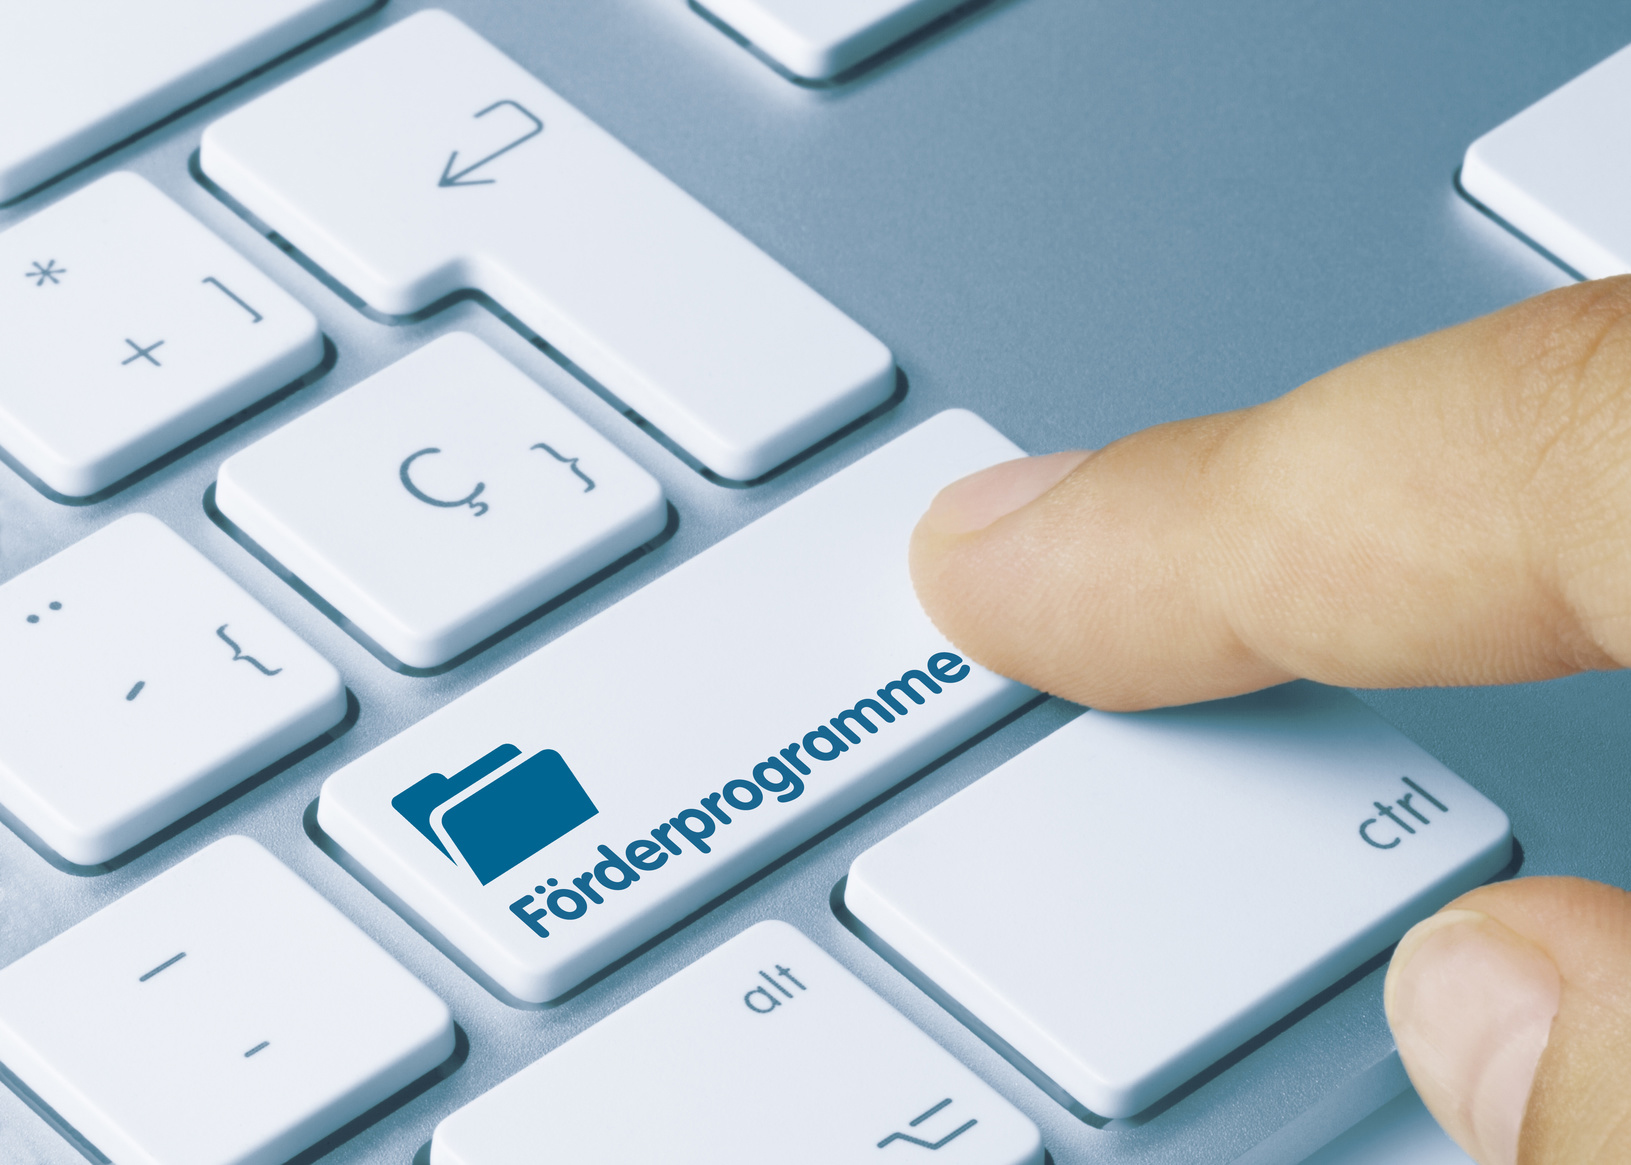 * ]
+
Ç }
¨ {
´
Förderprogramme
_
-
ctrl
alt